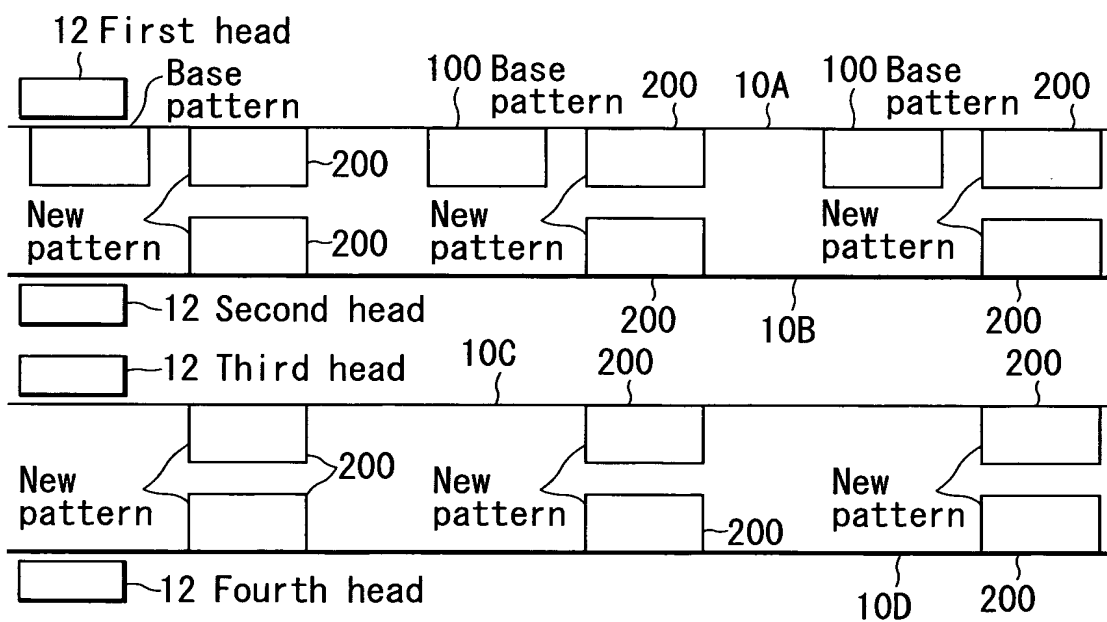 12 First head
Base pattern
100 Base pattern
200
10A
100 Base pattern
200
200
New pattern
200
New pattern
New pattern
12 Second head
200
10B
200
12 Third head
10C
200
200
New pattern
200
New pattern
200
New pattern
12 Fourth head
10D
200